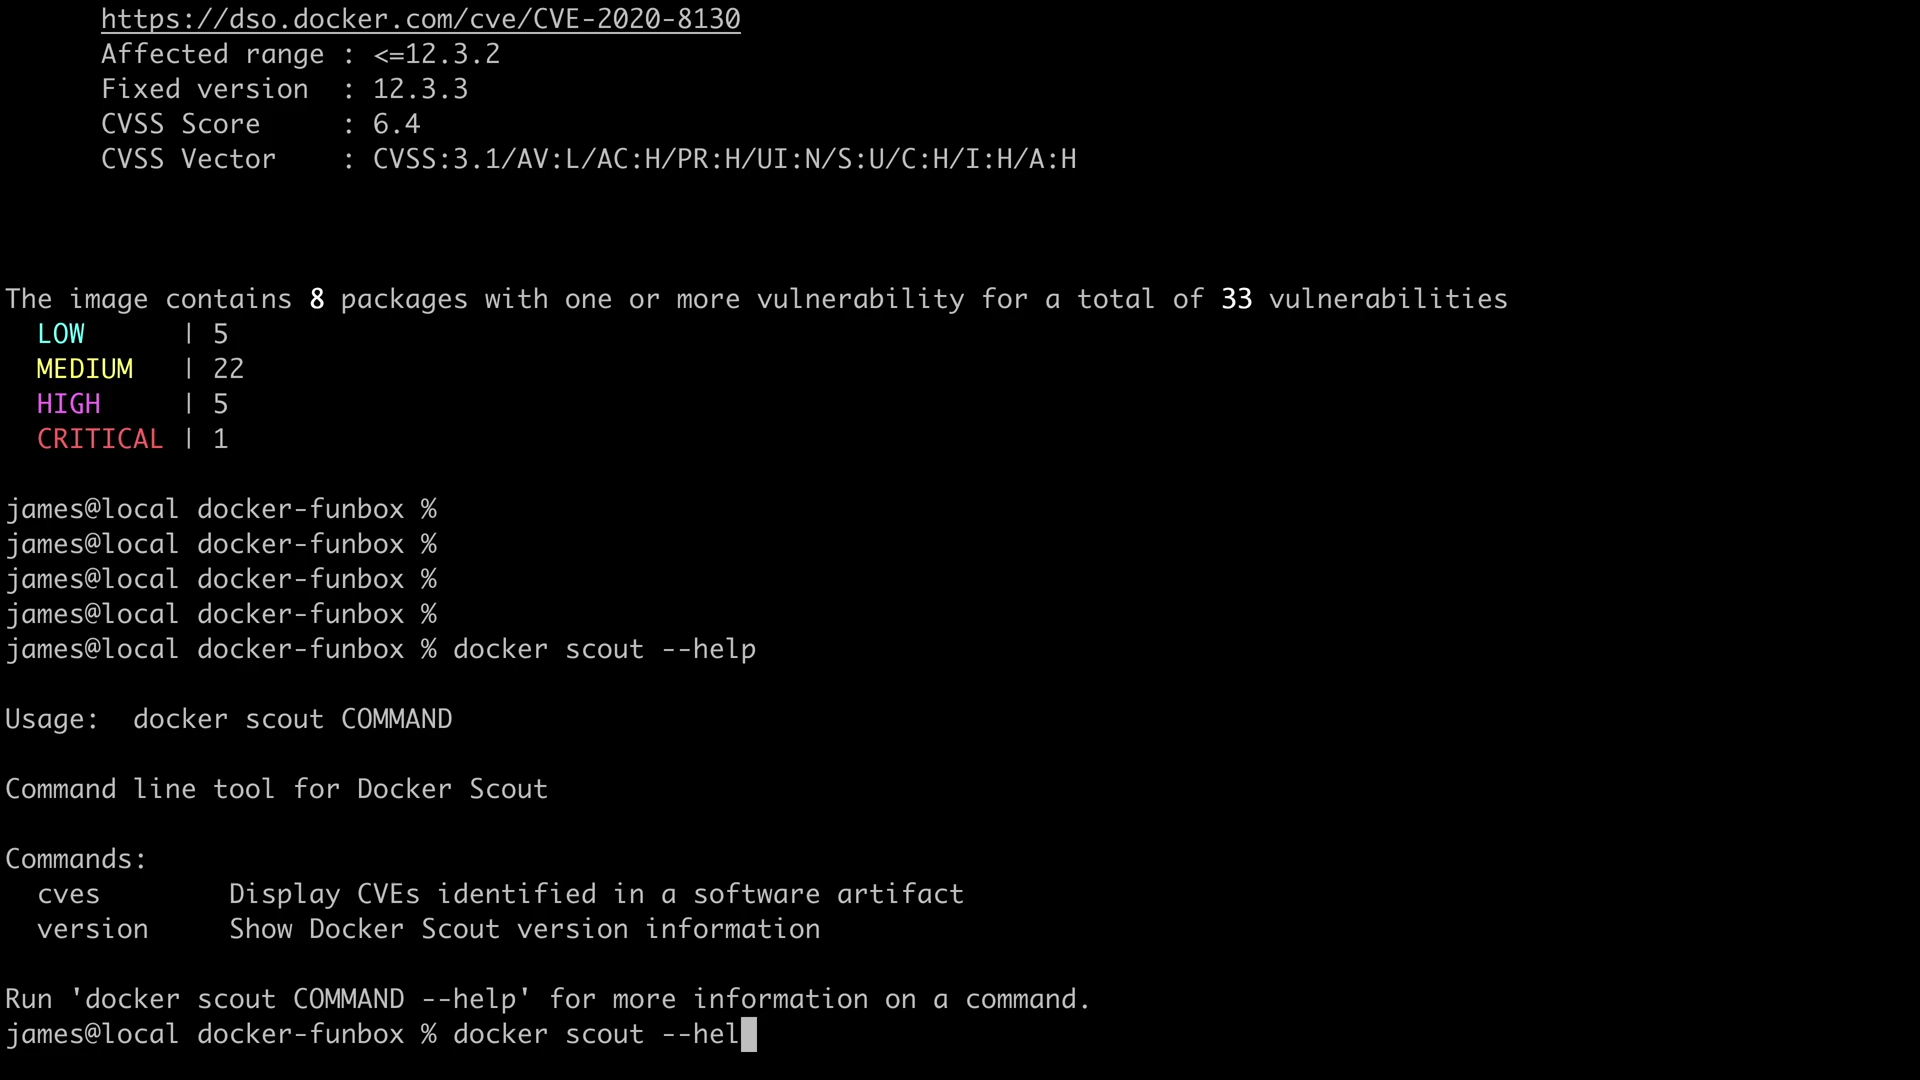 https://dso.docker.com/cve/CVE-2020-8130
Affected range : <=12.3.2
Fixed version  : 12.3.3
CVSS Score     : 6.4
CVSS Vector    : CVSS:3.1/AV:L/AC:H/PR:H/UI:N/S:U/C:H/I:H/A:H
The image contains 8 packages with one or more vulnerability for a total of 33 vulnerabilities
LOW      | 5
MEDIUM   | 22
HIGH     | 5
CRITICAL | 1
james@local docker-funbox %
james@local docker-funbox %
james@local docker-funbox %
james@local docker-funbox %
james@local docker-funbox % docker scout --help
Usage:  docker scout COMMAND
Command line tool for Docker Scout
Commands:
cves        Display CVEs identified in a software artifact
version     Show Docker Scout version information
Run 'docker scout COMMAND --help' for more information on a command.
james@local docker-funbox % docker scout --hel